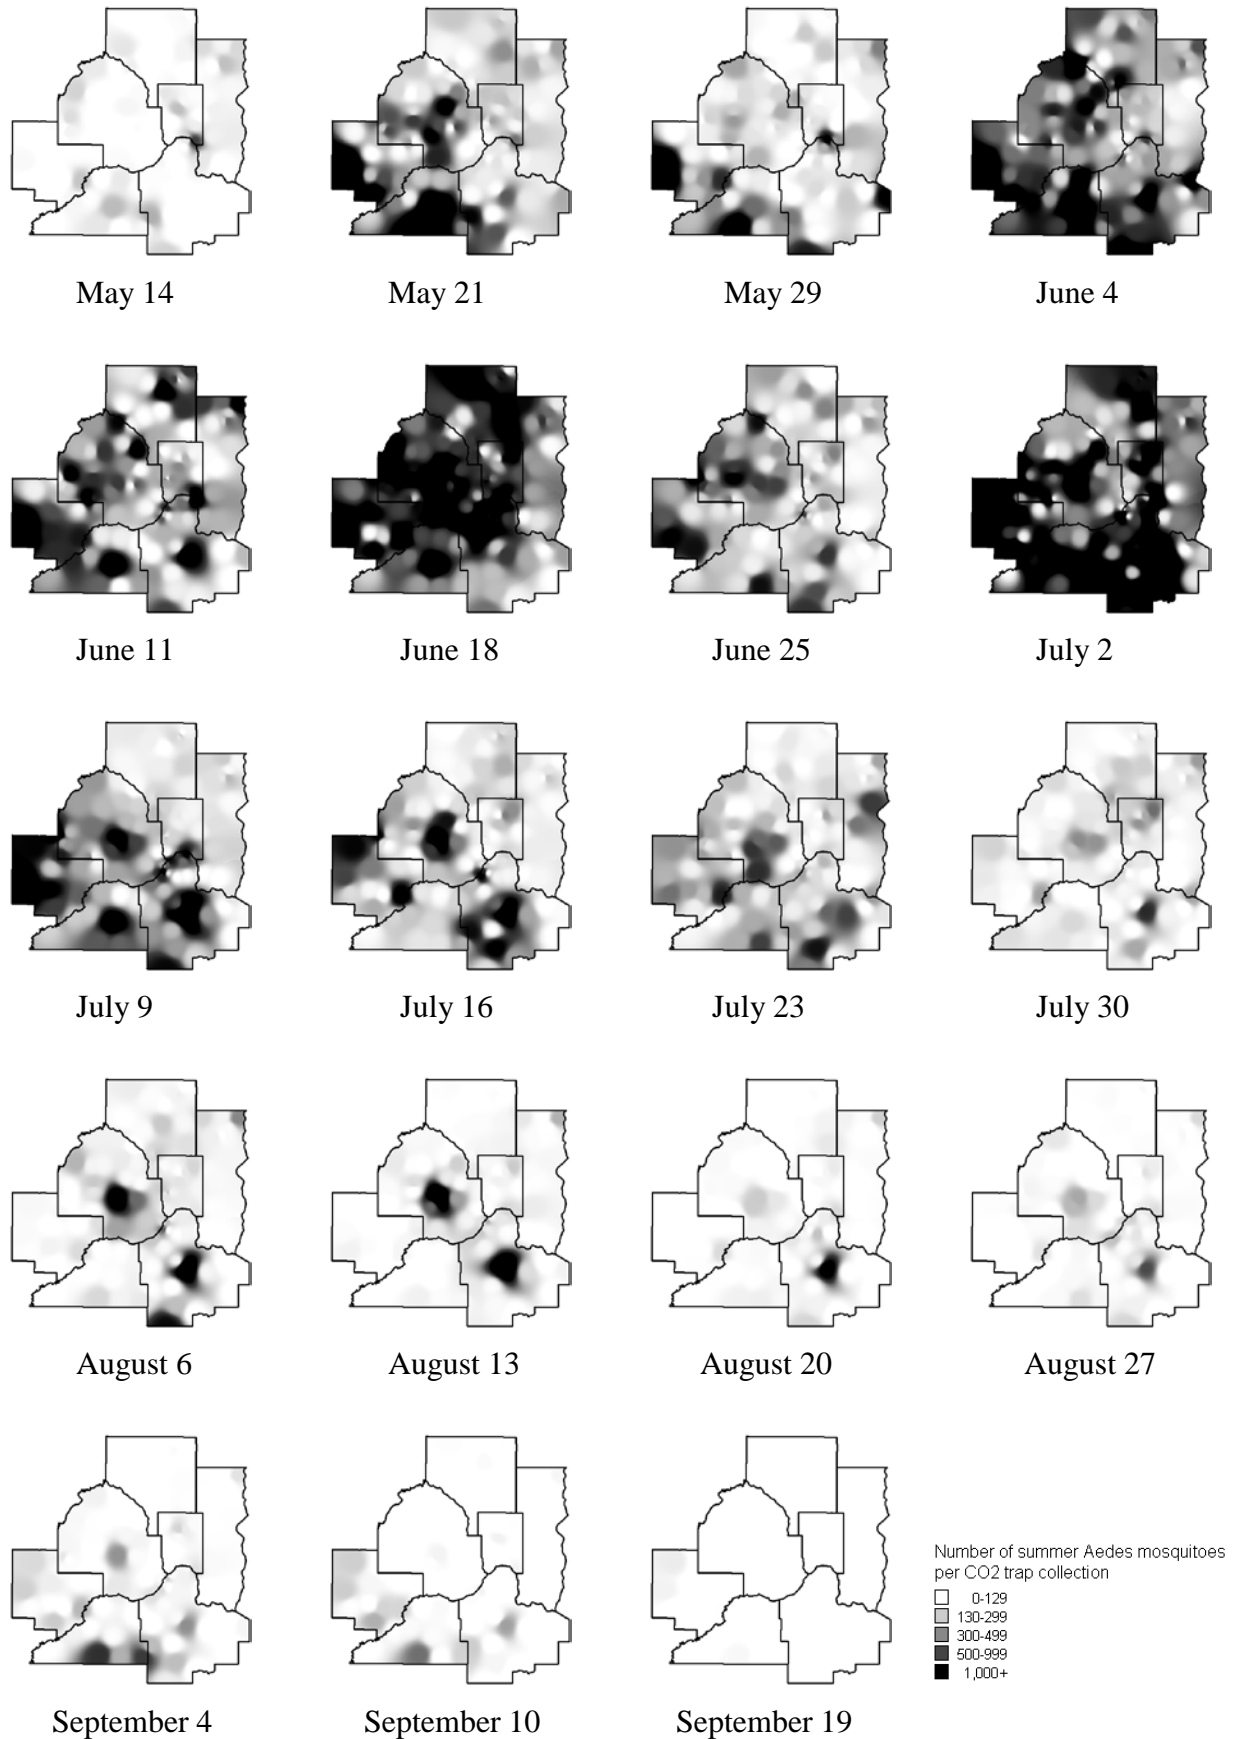 May 14
May 21
May 29
June 4
June 11
June 18
June 25
July 2
July 9
July 16
July 23
July 30
August 6
August 13
August 20
August 27
September 4
September 10
September 19
Number of summer Aedes mosquitoes
per CO2 trap collection
0-129
130-299
300-499
500-999
1,000+